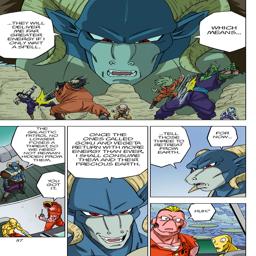 WHICH
MEANS...
...THEY WILL
DELIVER
ME FAR
GREATER
ENERGY IF I
ONLY WAIT
A SPELL.
FOR
NOW...
...TELL
THOSE
THREE TO
RETREAT
FROM
EARTH.
HUH?
ONCE THE
ONES CALLED
GOKU AND VEGETA
RETURN WITH MORE
ENERGY THAN EVER,
I SHALL CONSUME
THEM AND THEIR
PRECIOUS EARTH.
THE
GALACTIC
PATROL NO
LONGER
POSES A
THREAT, SO WE
NEED NOT
REMAIN
HIDDEN FROM
THEM.
YOU
GOT
IT.
57